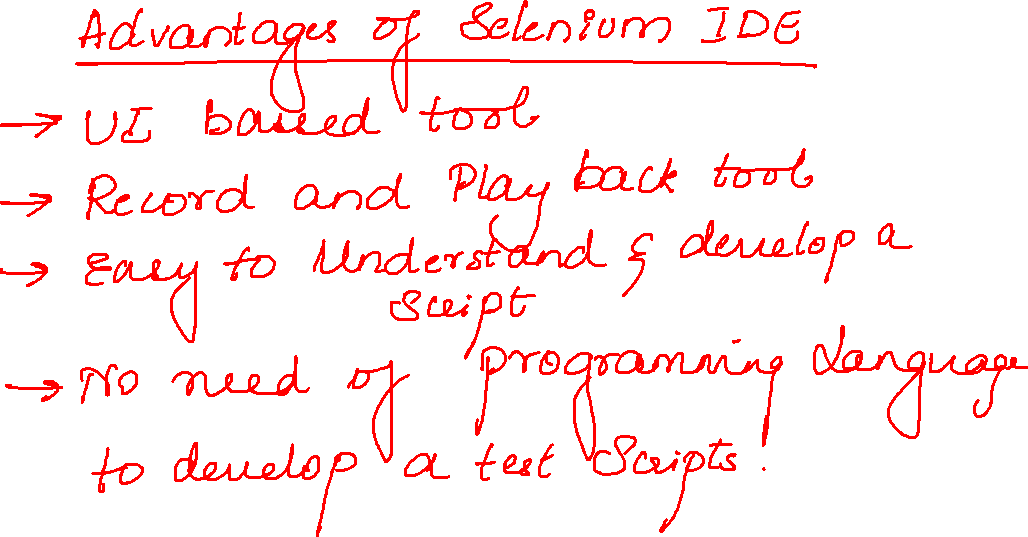 Advantages of Selenium IDE
→ UI based tool
→ Record and Play back tool
→ Easy to Understand & develop a
script
→ No need of programming Language
to develop a test Scripts.